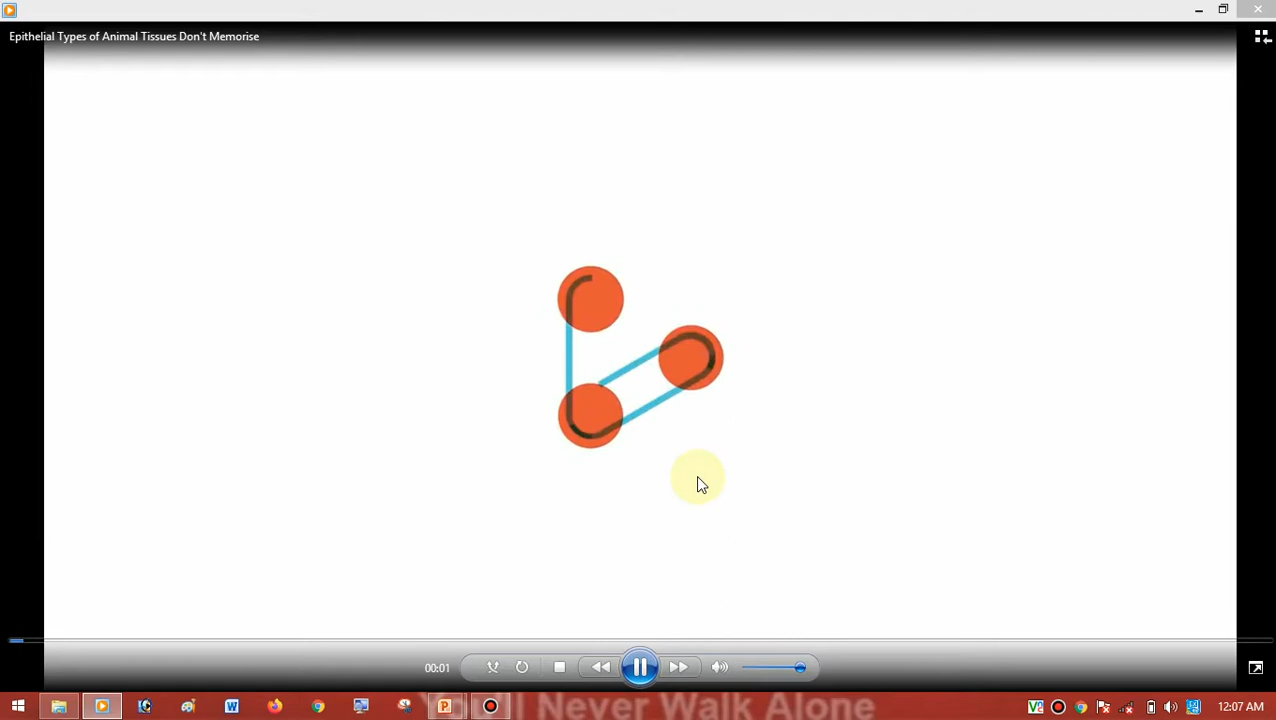 Epithelial Types of Animal Tissues Don't Memorise
00:01
Never Walk Alone
12:07 AM